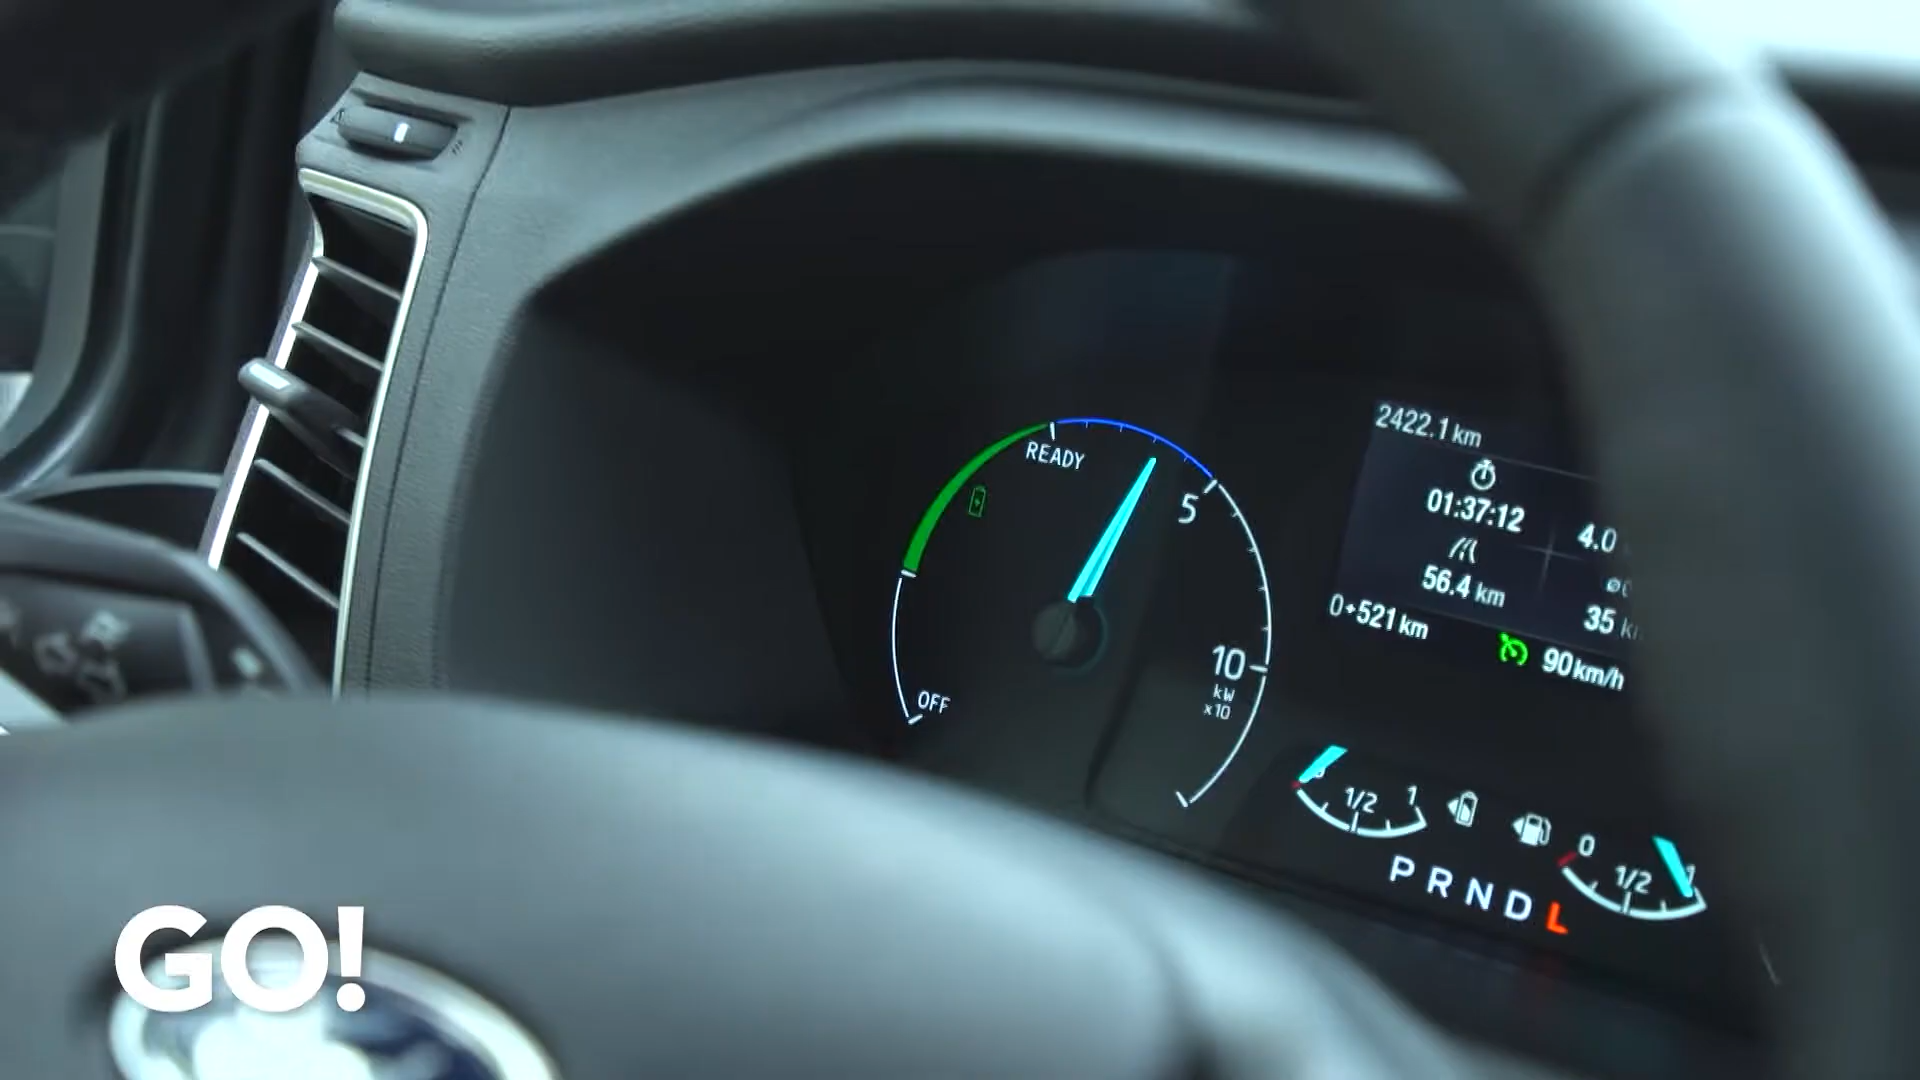 READY
5
10
kW
x10
OFF
2422.1 km
01:37:12
4.0
56.4 km
35
0+521 km
90 km/h
1/2 1
0 1/2 1
P R N D L
GO!